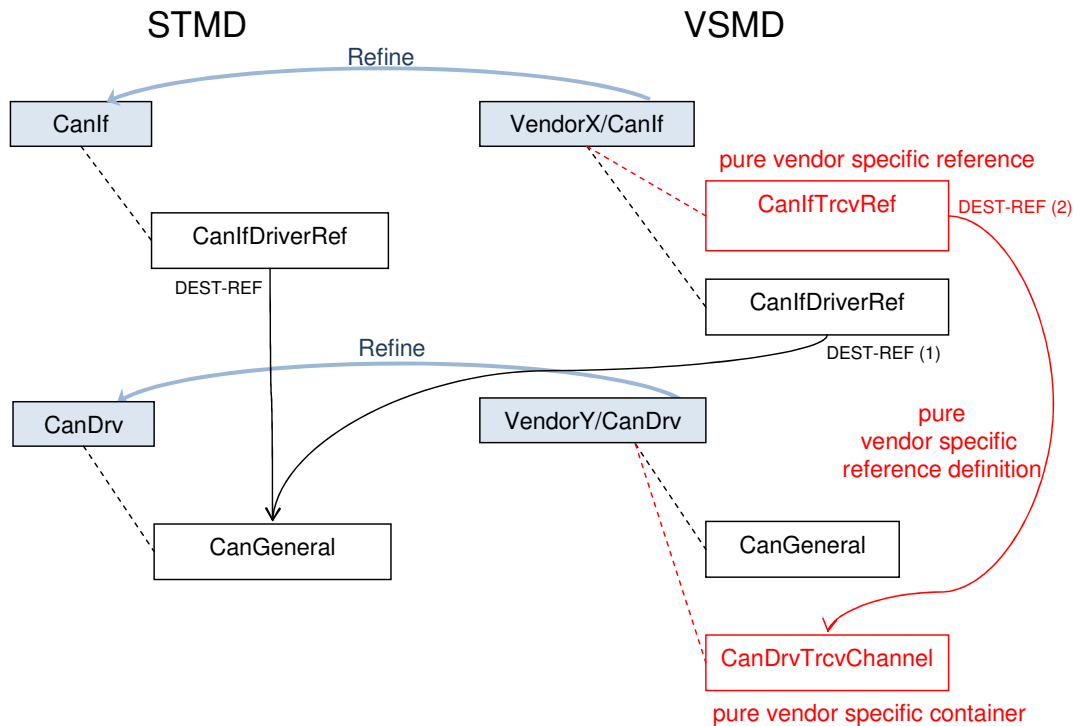 STMD
VSMD
Refine
CanIf
VendorX/CanIf
pure vendor specific reference
CanIfTrcvRef
DEST-REF (2)
CanIfDriverRef
DEST-REF
CanIfDriverRef
DEST-REF (1)
Refine
CanDrv
VendorY/CanDrv
pure
vendor specific
reference definition
CanGeneral
CanGeneral
CanDrvTrcvChannel
pure vendor specific container